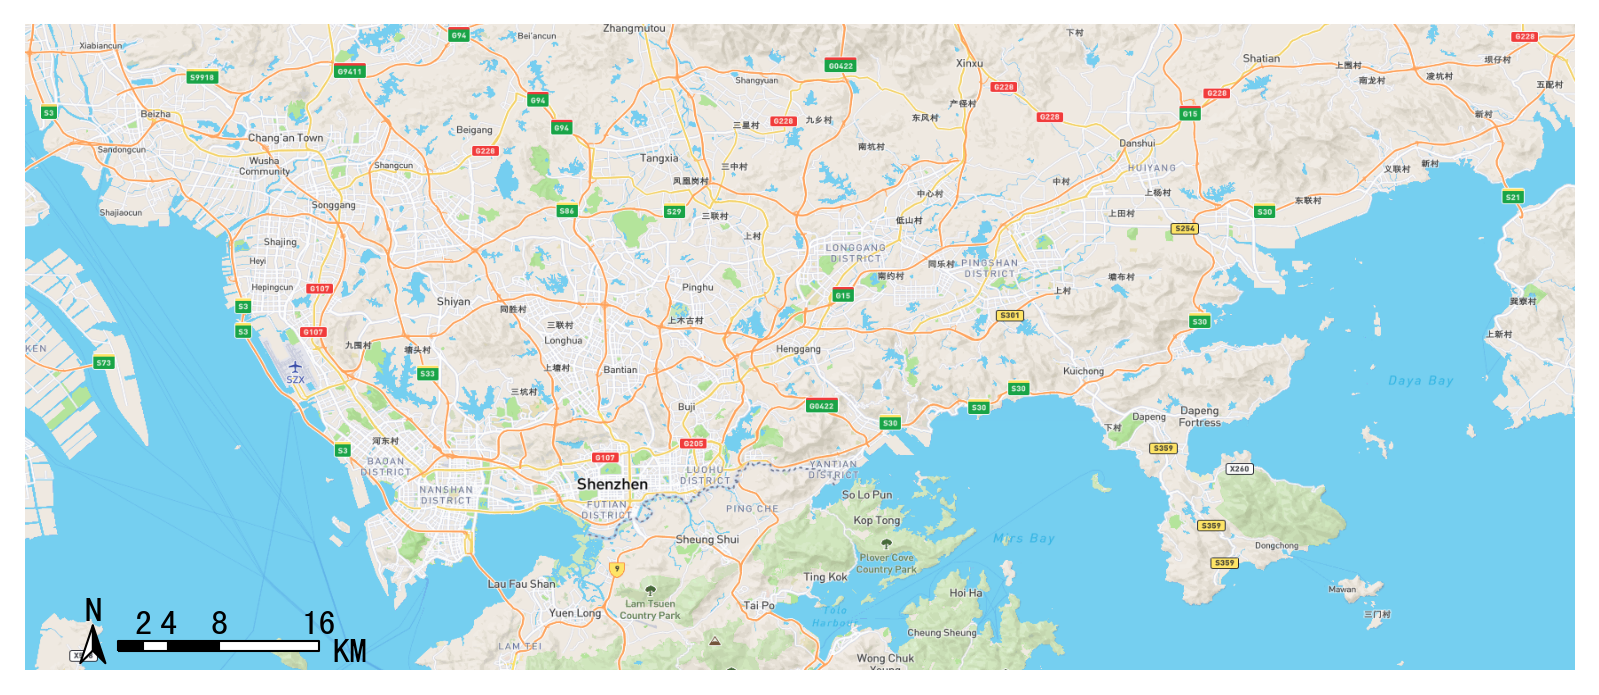 G94
Bei'ancun
Zhangmutou
下村
G228
Xiabiancun
S9918
G9411
G0422
Xinxu
Shatian
上围村
南龙村
凌坑村
坝仔村
五配村
S3
G94
Shangyuan
G228
产径村
G228
G228
G15
新村
Beizha
Chang'an Town
Beigang
G94
三星村
G228
九乡村
东风村
Danshui
Sandongcun
Wusha
Community
Shangcun
G228
Tangxia
三中村
南坑村
HUIYANG
义联村
新村
凤凰岗村
中心村
中村
上杨村
东联村
S21
Shajiaocun
Songgang
S86
S29
三联村
低山村
上田村
S30
S254
Shajing
上村
LONGGANG
DISTRICT
Heyi
同乐村
PINGSHAN
DISTRICT
Hepingcun
G107
Pinghu
南约村
塘布村
S3
Shiyan
同胜村
G15
上村
巽寮村
S3
G107
三联村
上木古村
S301
S30
上新村
KEN
S73
九围村
塘头村
Longhua
Henggang
SZX
S33
上塘村
Bantian
Kuichong
Daya Bay
三坑村
Buji
G0422
S30
S30
S30
Dapeng
Dapeng
Fortress
下村
S3
河东村
G205
S359
BAOAN
DISTRICT
G107
LUOHU
DISTRICT
YANTIAN
DISTRICT
X260
NANSHAN
DISTRICT
Shenzhen
FUTIAN
DISTRICT
PING CHE
So Lo Pun
Kop Tong
S359
Sheung Shui
Mirs Bay
Dongchong
Plover Cove
Country Park
9
S359
Lau Fau Shan
Ting Kok
Lam Tsuen
Country Park
Hoi Ha
Mawan
Yuen Long
Tai Po
Tolo
Harbour
三门村
N
2 4 8 16
KM
LAM TEI
Cheung Sheung
Wong Chuk
Yeung